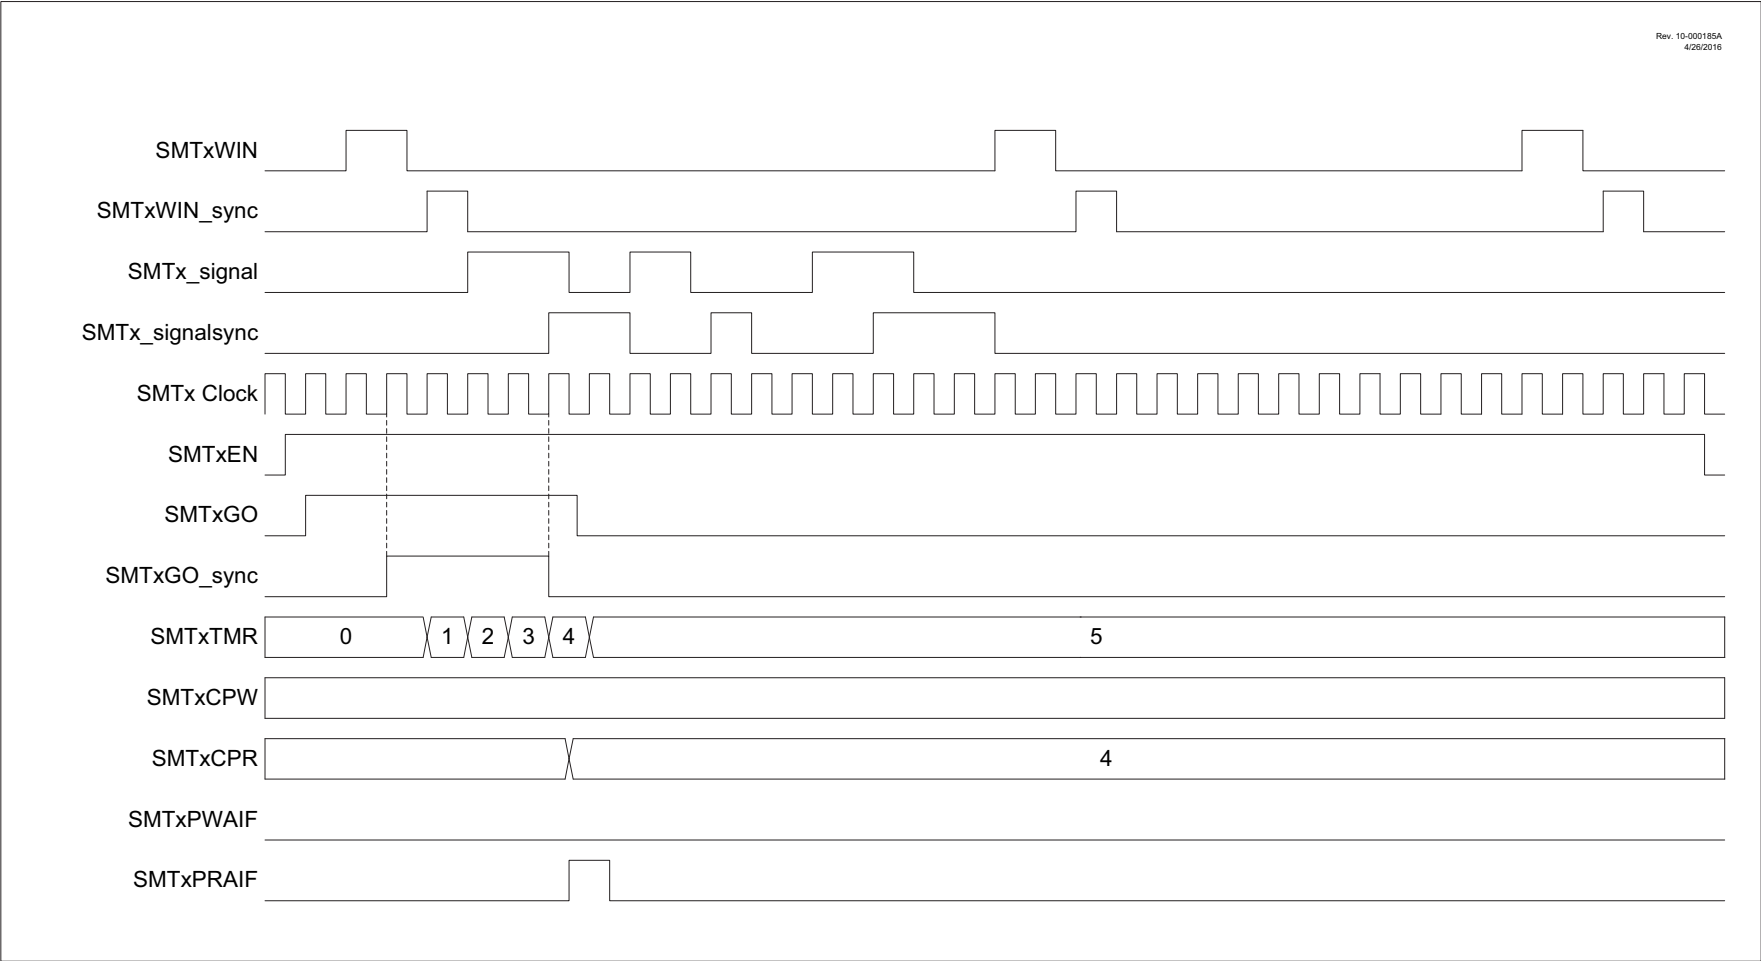 Rev. 10-000185A
4/26/2016
SMTxWIN
SMTxWIN_sync
SMTx_signal
SMTx_signalsync
SMTx Clock
SMTxEN
SMTxGO
SMTxGO_sync
SMTxTMR 0 1 2 3 4 5
SMTxCPW
SMTxCPR 4
SMTxPWAIF
SMTxPRAIF